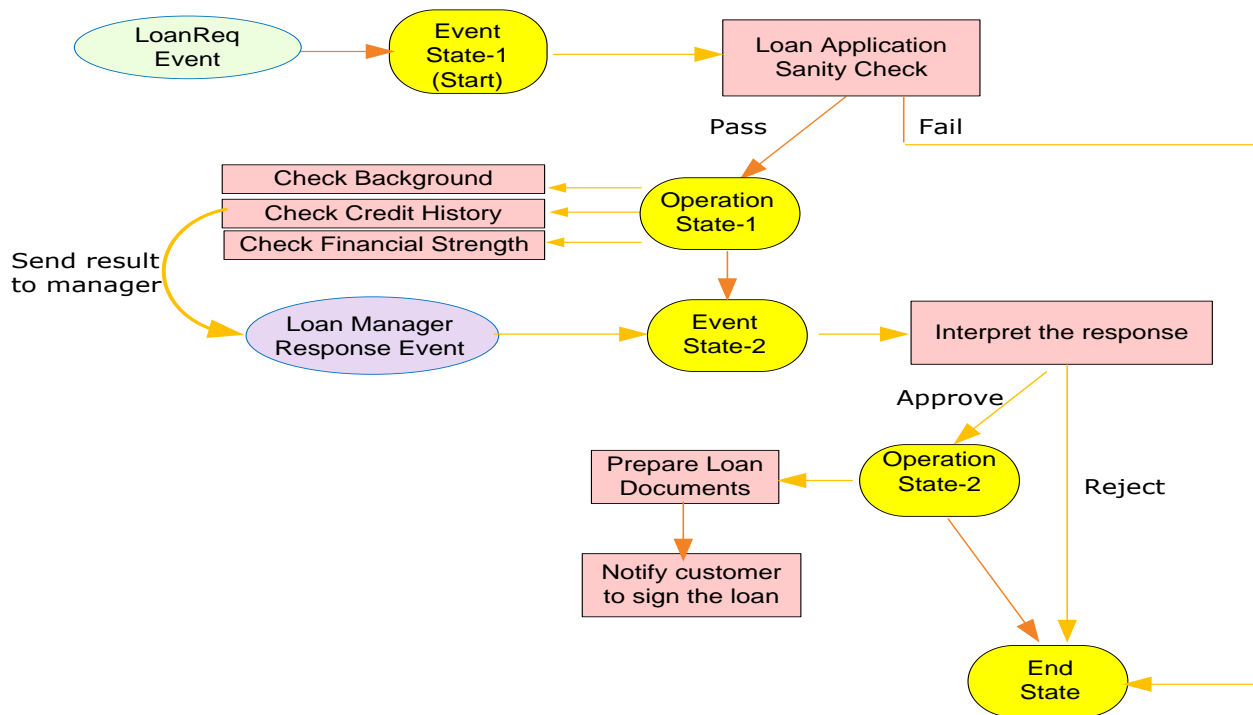 LoanReq
Event
Event
State-1
(Start)
Loan Application
Sanity Check
Pass
Fail
Check Background
Check Credit History
Check Financial Strength
Operation
State-1
Send result
to manager
Loan Manager
Response Event
Event
State-2
Interpret the response
Approve
Reject
Prepare Loan
Documents
Operation
State-2
Notify customer
to sign the loan
End
State